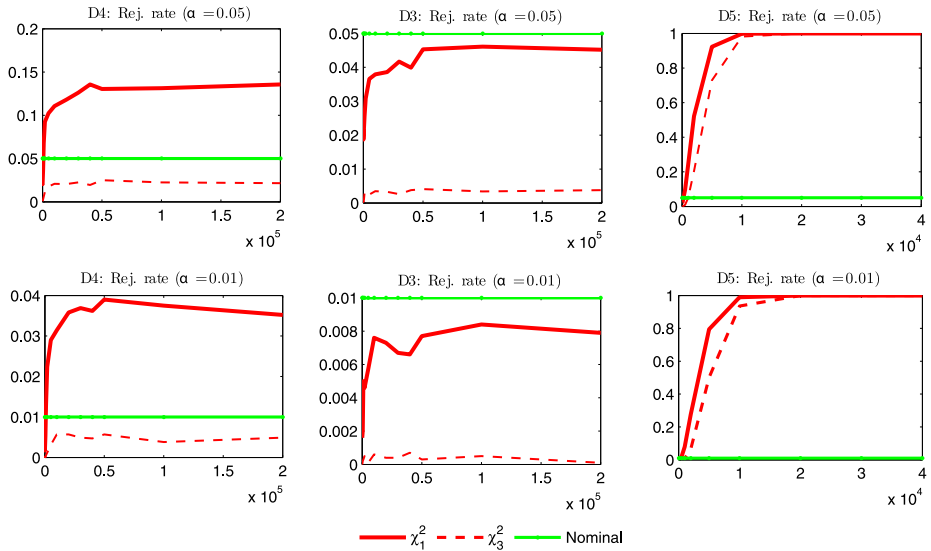 D4: Rej. rate (α =0.05)
0.2
0.15
0.1
0.05
0
0 0.5 1 1.5 2
x 10^5
D3: Rej. rate (α =0.05)
0.05
0.04
0.03
0.02
0.01
0
0 0.5 1 1.5 2
x 10^5
D5: Rej. rate (α =0.05)
1
0.8
0.6
0.4
0.2
0
0 1 2 3 4
x 10^4
D4: Rej. rate (α =0.01)
0.04
0.03
0.02
0.01
0
0 0.5 1 1.5 2
x 10^5
D3: Rej. rate (α =0.01)
0.01
0.008
0.006
0.004
0.002
0
0 0.5 1 1.5 2
x 10^5
D5: Rej. rate (α =0.01)
1
0.8
0.6
0.4
0.2
0
0 1 2 3 4
x 10^4
χ₁² χ₃² Nominal